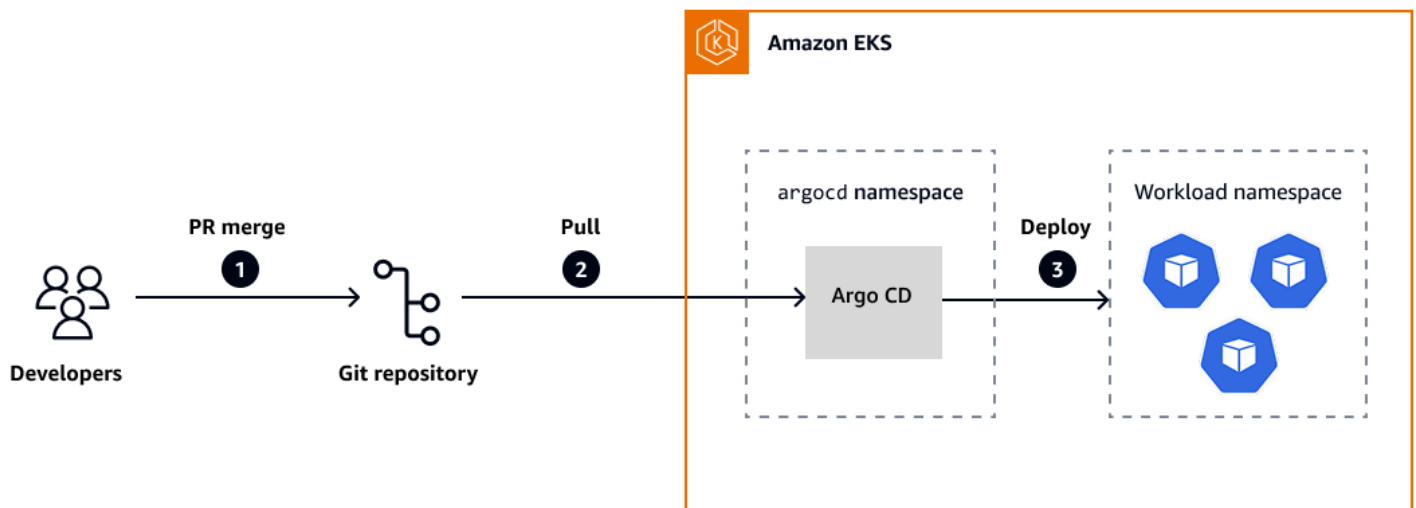 Amazon EKS
argocd namespace
Workload namespace
PR merge
1
Pull
2
Deploy
3
Argo CD
Developers
Git repository
K